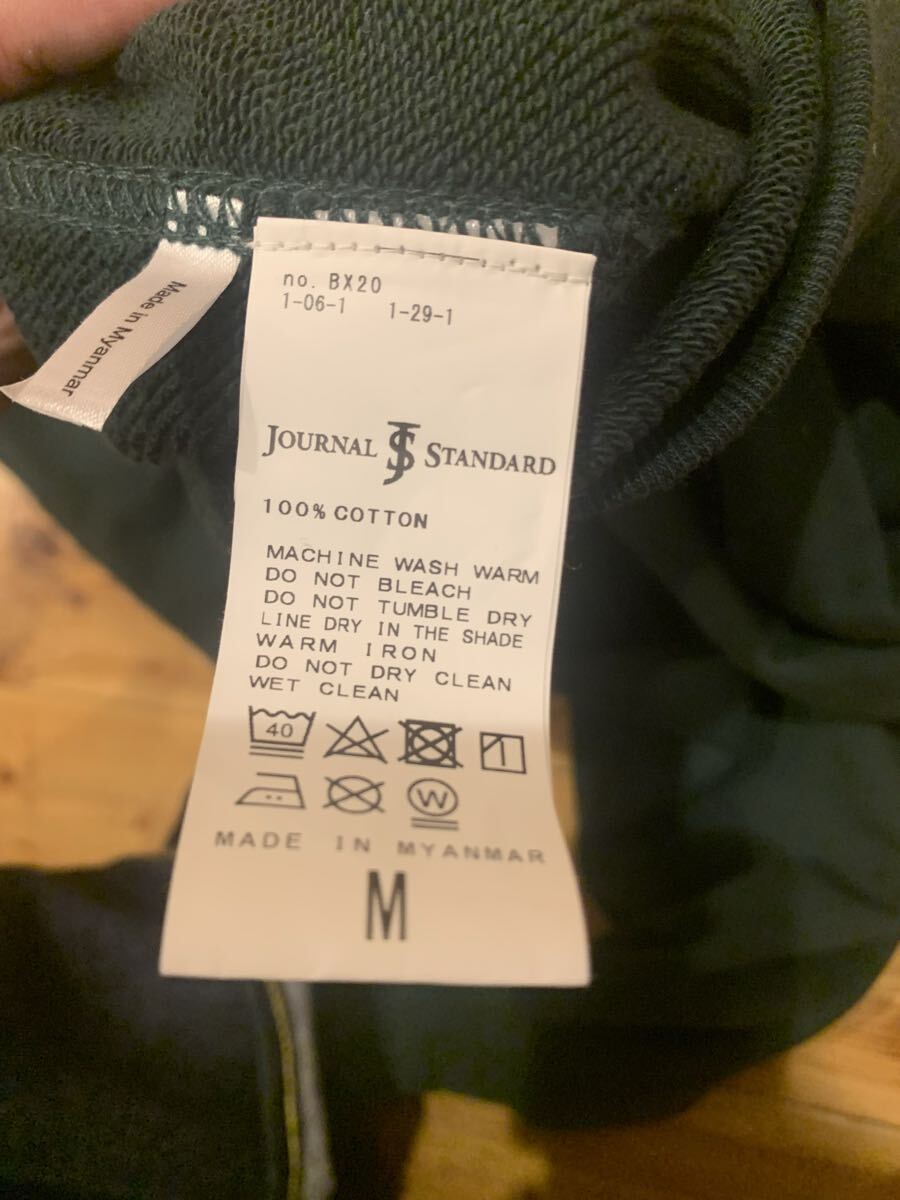 Made in Myanmar
no. BX20
1-06-1 1-29-1
JOURNAL JS STANDARD
100% COTTON
MACHINE WASH WARM
DO NOT BLEACH
DO NOT TUMBLE DRY
LINE DRY IN THE SHADE
WARM IRON
DO NOT DRY CLEAN
WET CLEAN
40
W
MADE IN MYANMAR
M